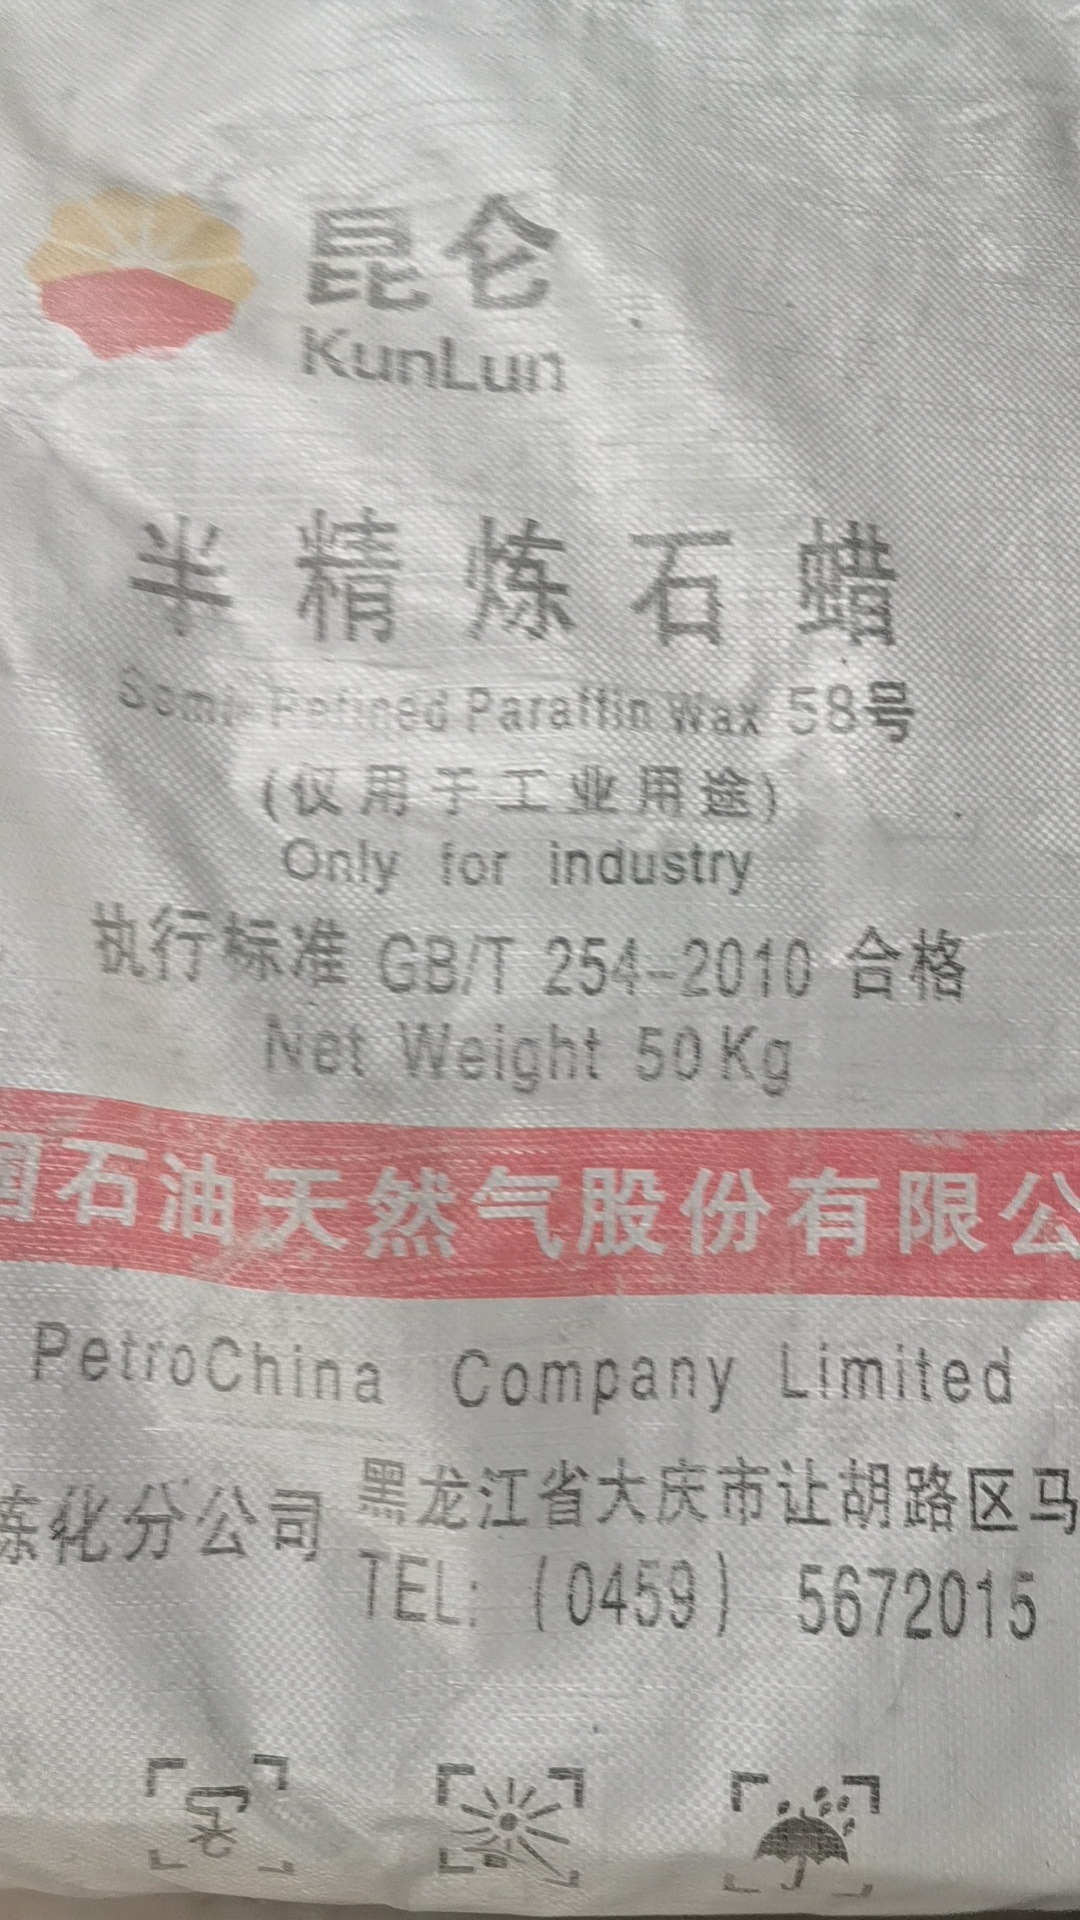 昆仑
KunLun
半精炼石蜡
Semi-Refined Paraffin Wax 58号
(仅用于工业用途)
Only for industry
执行标准 GB/T 254-2010 合格
Net Weight 50Kg
国石油天然气股份有限公
PetroChina Company Limited
炼化分公司
黑龙江省大庆市让胡路区马
TEL: (0459) 5672015